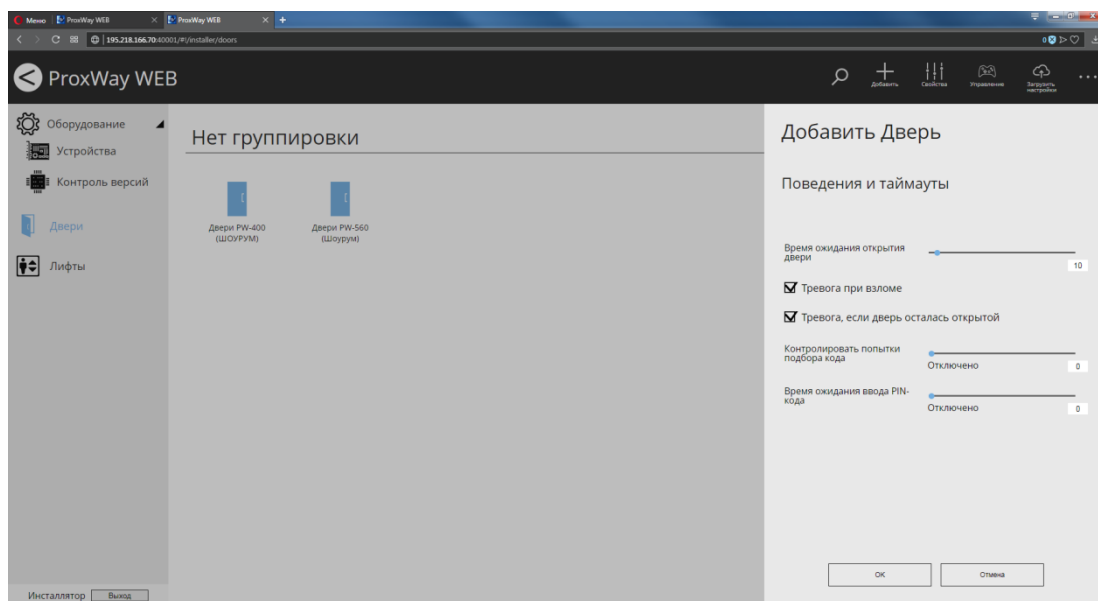 Меню
ProxWay WEB
ProxWay WEB
195.218.166.70:40001/#!/installer/doors
0
ProxWay WEB
Добавить
Свойства
Управление
Загрузить
настройки
Оборудование
Устройства
Контроль версий
Двери
Лифты
Инсталлятор
Выход
Нет группировки
Двери PW-400
(ШОУРУМ)
Двери PW-560
(Шоурум)
Добавить Дверь
Поведения и таймауты
Время ожидания открытия
двери
10
Тревога при взломе
Тревога, если дверь осталась открытой
Контролировать попытки
подбора кода
Отключено
0
Время ожидания ввода PIN-
кода
Отключено
0
ОК
Отмена